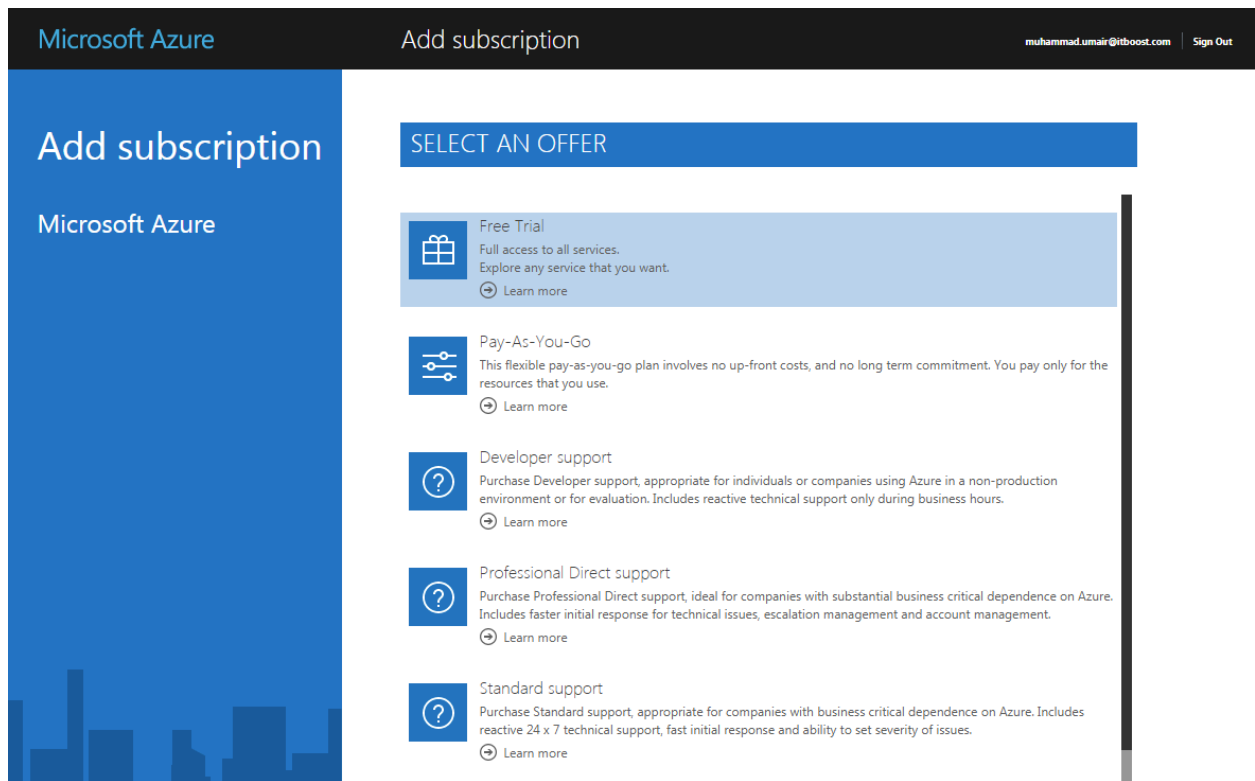 Microsoft Azure
Add subscription
muhammad.umair@itboost.com
Sign Out
Add subscription
Microsoft Azure
SELECT AN OFFER
Free Trial
Full access to all services.
Explore any service that you want.
Learn more
Pay-As-You-Go
This flexible pay-as-you-go plan involves no up-front costs, and no long term commitment. You pay only for the
resources that you use.
Learn more
Developer support
Purchase Developer support, appropriate for individuals or companies using Azure in a non-production
environment or for evaluation. Includes reactive technical support only during business hours.
Learn more
Professional Direct support
Purchase Professional Direct support, ideal for companies with substantial business critical dependence on Azure.
Includes faster initial response for technical issues, escalation management and account management.
Learn more
Standard support
Purchase Standard support, appropriate for companies with business critical dependence on Azure. Includes
reactive 24 x 7 technical support, fast initial response and ability to set severity of issues.
Learn more